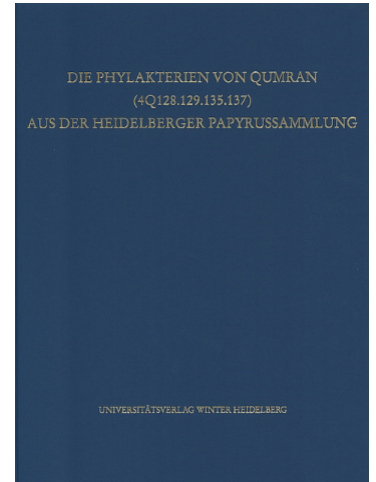 DIE PHYLAKTERIEN VON QUMRAN
(4Q128.129.135.137)
AUS DER HEIDELBERGER PAPYRUSSAMMLUNG
UNIVERSITÄTSVERLAG WINTER HEIDELBERG